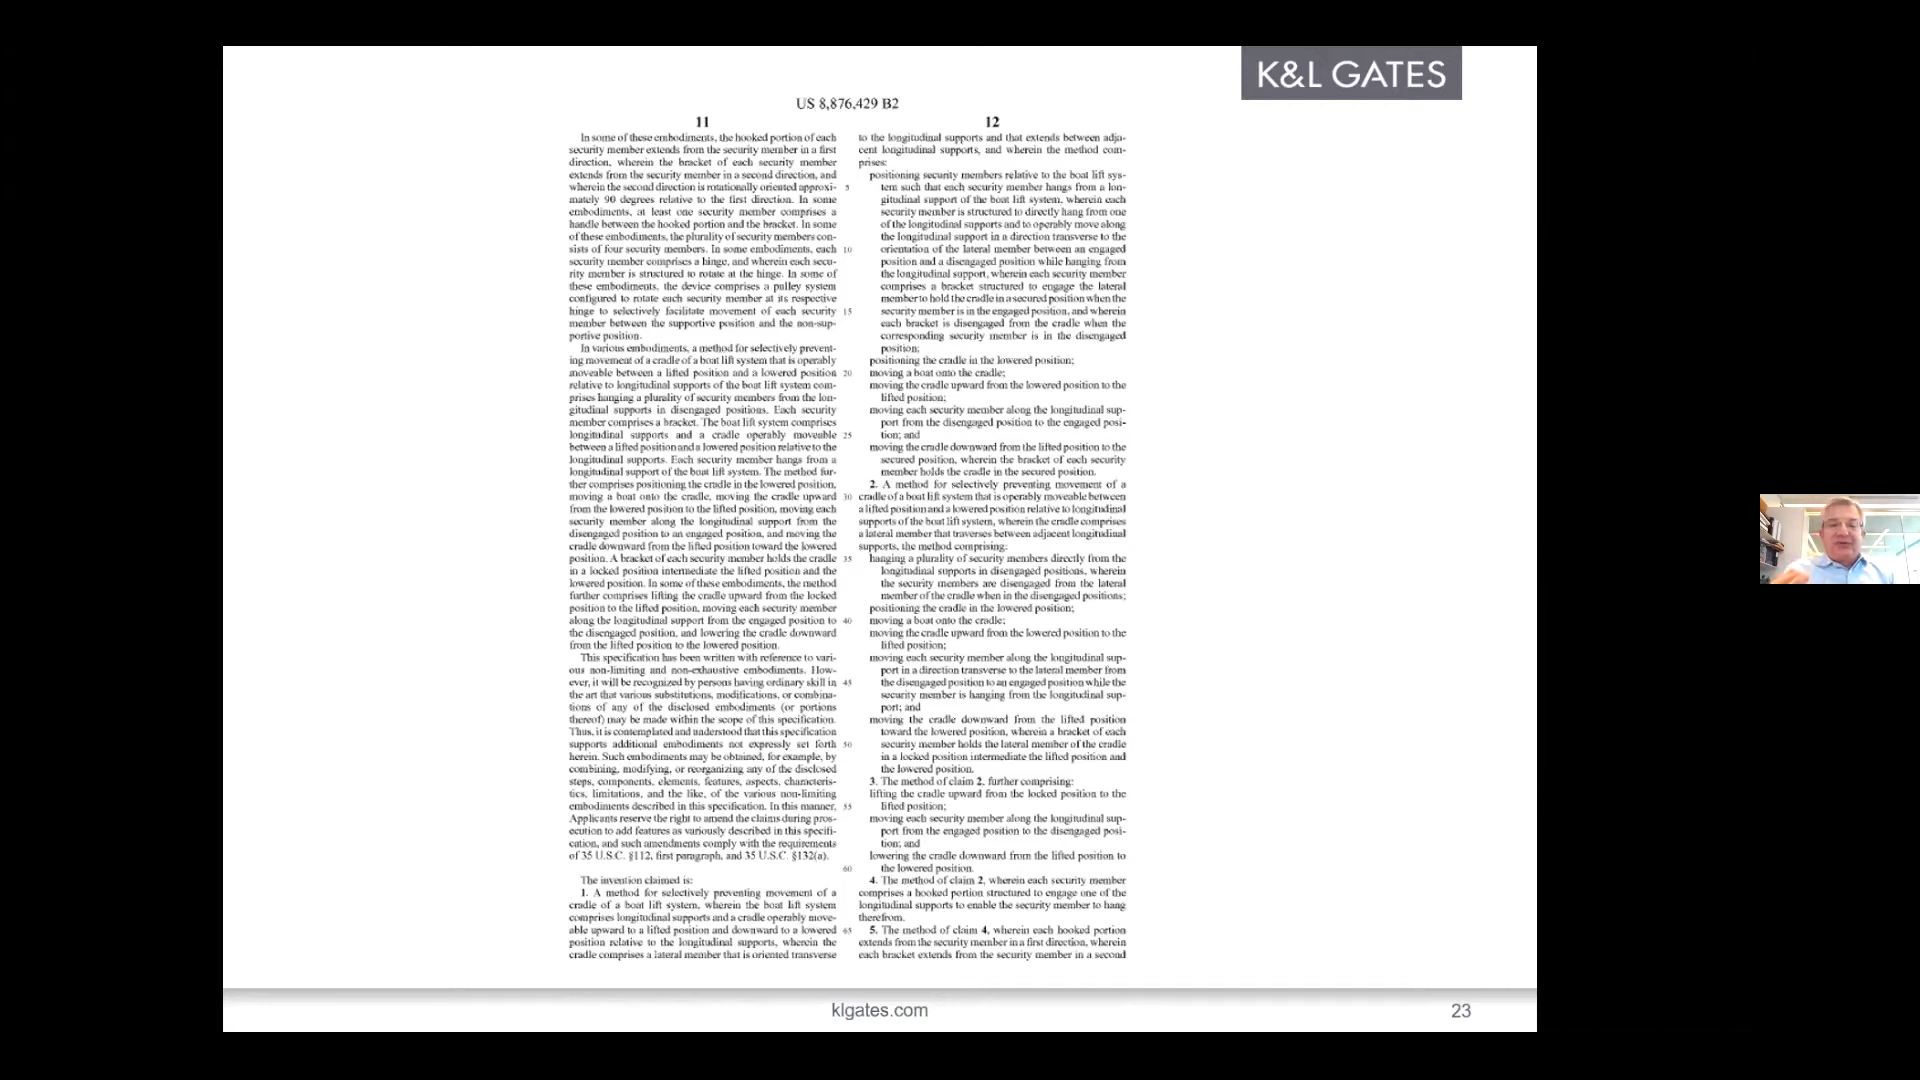 K&L GATES
US 8,876,429 B2
11
In some of these embodiments, the hooked portion of each
security member extends from the security member in a first
direction, wherein the bracket of each security member
extends from the security member in a second direction, and
wherein the second direction is rotationally oriented approxi- 5
mately 90 degrees relative to the first direction. In some
embodiments, at least one security member comprises a
handle between the hooked portion and the bracket. In some
of these embodiments, the plurality of security members con-
sists of four security members. In some embodiments, each 10
security member comprises a hinge, and wherein each secu-
rity member is structured to rotate at the hinge. In some of
these embodiments, the device comprises a pulley system
configured to rotate each security member at its respective
hinge to selectively facilitate movement of each security 15
member between the supportive position and the non-sup-
portive position.
In various embodiments, a method for selectively prevent-
ing movement of a cradle of a boat lift system that is operably
moveable between a lifted position and a lowered position 20
relative to longitudinal supports of the boat lift system com-
prises hanging a plurality of security members from the lon-
gitudinal supports in disengaged positions. Each security
member comprises a bracket. The boat lift system comprises
longitudinal supports and a cradle operably moveable 25
between a lifted position and a lowered position relative to the
longitudinal supports. Each security member hangs from a
longitudinal support of the boat lift system. The method fur-
ther comprises positioning the cradle in the lowered position,
moving a boat onto the cradle, moving the cradle upward 30
from the lowered position to the lifted position, moving each
security member along the longitudinal support from the
disengaged position to an engaged position, and moving the
cradle downward from the lifted position toward the lowered
position. A bracket of each security member holds the cradle 35
in a locked position intermediate the lifted position and the
lowered position. In some of these embodiments, the method
further comprises lifting the cradle upward from the locked
position to the lifted position, moving each security member
along the longitudinal support from the engaged position to 40
the disengaged position, and lowering the cradle downward
from the lifted position to the lowered position.
This specification has been written with reference to vari-
ous non-limiting and non-exhaustive embodiments. How-
ever, it will be recognized by persons having ordinary skill in 45
the art that various substitutions, modifications, or combina-
tions of any of the disclosed embodiments (or portions
thereof) may be made within the scope of this specification.
Thus, it is contemplated and understood that this specification
supports additional embodiments not expressly set forth 50
herein. Such embodiments may be obtained, for example, by
combining, modifying, or reorganizing any of the disclosed
steps, components, elements, features, aspects, characteris-
tics, limitations, and the like, of the various non-limiting
embodiments described in this specification. In this manner, 55
Applicants reserve the right to amend the claims during pros-
ecution to add features as variously described in this specifi-
cation, and such amendments comply with the requirements
of 35 U.S.C. §112, first paragraph, and 35 U.S.C. §132(a).
60
The invention claimed is:
1. A method for selectively preventing movement of a
cradle of a boat lift system, wherein the boat lift system
comprises longitudinal supports and a cradle operably move-
able upward to a lifted position and downward to a lowered 65
position relative to the longitudinal supports, wherein the
cradle comprises a lateral member that is oriented transverse
12
to the longitudinal supports and that extends between adja-
cent longitudinal supports, and wherein the method com-
prises:
positioning security members relative to the boat lift sys-
tem such that each security member hangs from a lon-
gitudinal support of the boat lift system, wherein each
security member is structured to directly hang from one
of the longitudinal supports and to operably move along
the longitudinal support in a direction transverse to the
orientation of the lateral member between an engaged
position and a disengaged position while hanging from
the longitudinal support, wherein each security member
comprises a bracket structured to engage the lateral
member to hold the cradle in a secured position when the
security member is in the engaged position, and wherein
each bracket is disengaged from the cradle when the
corresponding security member is in the disengaged
position;
positioning the cradle in the lowered position;
moving a boat onto the cradle;
moving the cradle upward from the lowered position to the
lifted position;
moving each security member along the longitudinal sup-
port from the disengaged position to the engaged posi-
tion; and
moving the cradle downward from the lifted position to the
secured position, wherein the bracket of each security
member holds the cradle in the secured position.
2. A method for selectively preventing movement of a
cradle of a boat lift system that is operably moveable between
a lifted position and a lowered position relative to longitudinal
supports of the boat lift system, wherein the cradle comprises
a lateral member that traverses between adjacent longitudinal
supports, the method comprising:
hanging a plurality of security members directly from the
longitudinal supports in disengaged positions, wherein
the security members are disengaged from the lateral
member of the cradle when in the disengaged positions;
positioning the cradle in the lowered position;
moving a boat onto the cradle;
moving the cradle upward from the lowered position to the
lifted position;
moving each security member along the longitudinal sup-
port in a direction transverse to the lateral member from
the disengaged position to an engaged position while the
security member is hanging from the longitudinal sup-
port; and
moving the cradle downward from the lifted position
toward the lowered position, wherein a bracket of each
security member holds the lateral member of the cradle
in a locked position intermediate the lifted position and
the lowered position.
3. The method of claim 2, further comprising:
lifting the cradle upward from the locked position to the
lifted position;
moving each security member along the longitudinal sup-
port from the engaged position to the disengaged posi-
tion; and
lowering the cradle downward from the lifted position to
the lowered position.
4. The method of claim 2, wherein each security member
comprises a hooked portion structured to engage one of the
longitudinal supports to enable the security member to hang
therefrom.
5. The method of claim 4, wherein each hooked portion
extends from the security member in a first direction, wherein
each bracket extends from the security member in a second
klgates.com
23